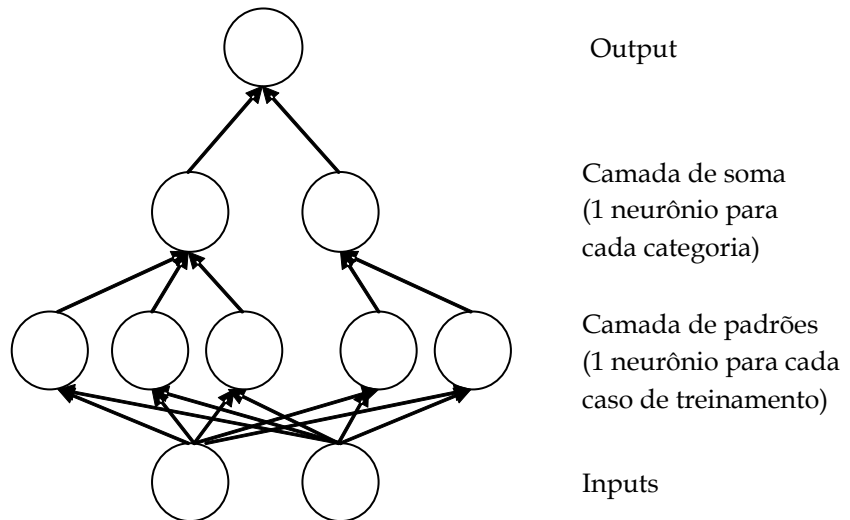 Output
Camada de soma
(1 neurônio para
cada categoria)
Camada de padrões
(1 neurônio para cada
caso de treinamento)
Inputs